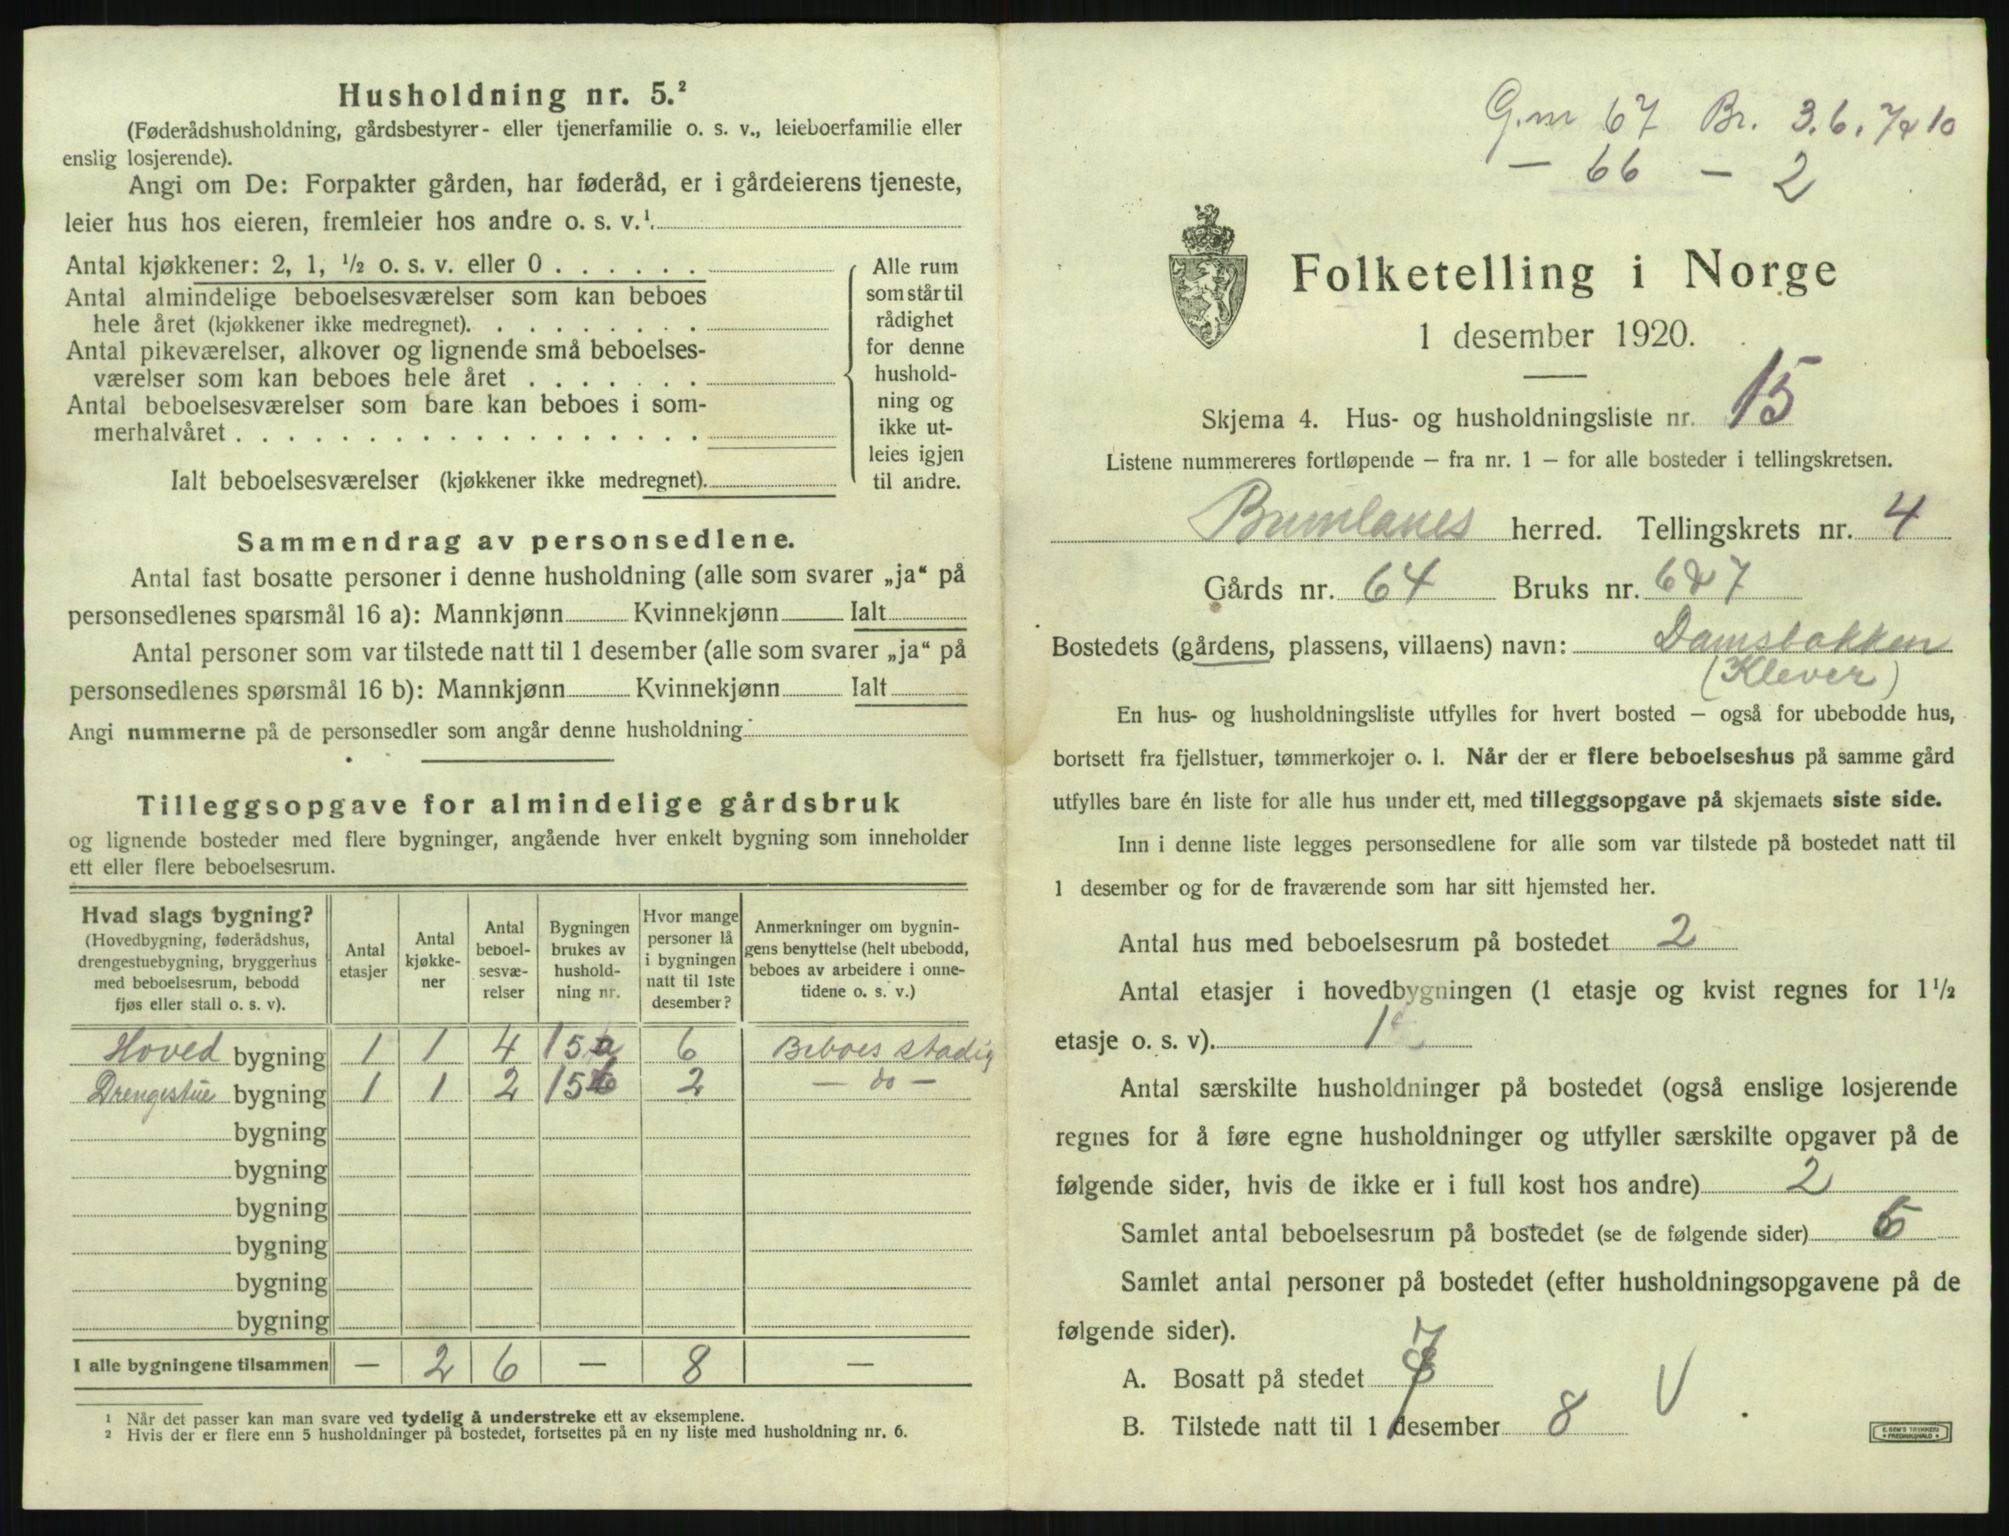 Husholdning nr. 5.²
(Føderådshusholdning, gårdsbestyrer- eller tjenerfamilie o. s. v., leieboerfamilie eller
enslig losjerende).
Angi om De: Forpakter gården, har føderåd, er i gårdeierens tjeneste,
leier hus hos eieren, fremleier hos andre o. s. v.¹.
Antal kjøkkener: 2, 1, ½ o. s. v. eller 0 . . . . . .
Antal almindelige beboelsesværelser som kan beboes
hele året (kjøkkener ikke medregnet). . . . . . . . .
Antal pikeværelser, alkover og lignende små beboelses-
værelser som kan beboes hele året . . . . . . .
Antal beboelsesværelser som bare kan beboes i som-
merhalvåret . . . . . . . . . . . . . . . . . .
Ialt beboelsesværelser (kjøkkener ikke medregnet).
Alle rum
som står til
rådighet
for denne
hushold-
ning og
ikke ut-
leies igjen
til andre.
Sammendrag av personsedlene.
Antal fast bosatte personer i denne husholdning (alle som svarer „ja“ på
personsedlenes spørsmål 16 a): Mannkjønn Kvinnekjønn Ialt
Antal personer som var tilstede natt til 1 desember (alle som svarer „ja“ på
personsedlenes spørsmål 16 b): Mannkjønn Kvinnekjønn Ialt
Angi nummerne på de personsedler som angår denne husholdning:
Tilleggsopgave for almindelige gårdsbruk
og lignende bosteder med flere bygninger, angående hver enkelt bygning som inneholder
ett eller flere beboelsesrum.
Hvad slags bygning?
(Hovedbygning, føderådshus,
drengestuebygning, bryggerhus
med beboelsesrum, bebodd
fjøs eller stall o. s. v).
Antal
etasjer
Antal
kjøkke-
ner
Antal
beboel-
sesvæ-
relser
Bygningen
brukes av
hushold-
ning nr.
Hvor mange
personer lå
i bygningen
natt til 1ste
desember?
Anmerkninger om bygnin-
gens benyttelse (helt ubebodd,
beboes av arbeidere i onne-
tidene o. s. v.)
Hoved bygning 1 1 4 15a 6 Beboes stadig
Drengestue bygning 1 1 2 15b 2 — do —
bygning
bygning
bygning
bygning
bygning
bygning
I alle bygningene tilsammen — 2 6 — 8 —
1 Når det passer kan man svare ved tydelig å understreke ett av eksemplene.
2 Hvis der er flere enn 5 husholdninger på bostedet, fortsettes på en ny liste med husholdning nr. 6.
G.nr 67 Br. 3.6.7 & 10
— 66 — 2
Folketelling i Norge
1 desember 1920.
Skjema 4. Hus- og husholdningsliste nr. 15
Listene nummereres fortløpende – fra nr. 1 – for alle bosteder i tellingskretsen.
Brunlanes herred. Tellingskrets nr. 4
Gårds nr. 64 Bruks nr. 6 & 7
Bostedets (gårdens, plassens, villaens) navn: Damsbakken
(Klever)
En hus- og husholdningsliste utfylles for hvert bosted – også for ubebodde hus,
bortsett fra fjellstuer, tømmerkojer o. l. Når der er flere beboelseshus på samme gård
utfylles bare én liste for alle hus under ett, med tilleggsopgave på skjemaets siste side.
Inn i denne liste legges personsedlene for alle som var tilstede på bostedet natt til
1 desember og for de fraværende som har sitt hjemsted her.
Antal hus med beboelsesrum på bostedet 2
Antal etasjer i hovedbygningen (1 etasje og kvist regnes for 1½
etasje o. s. v). 1
Antal særskilte husholdninger på bostedet (også enslige losjerende
regnes for å føre egne husholdninger og utfyller særskilte opgaver på de
følgende sider, hvis de ikke er i full kost hos andre) 2
Samlet antal beboelsesrum på bostedet (se de følgende sider) 6
Samlet antal personer på bostedet (efter husholdningsopgavene på de
følgende sider).
A. Bosatt på stedet 7
B. Tilstede natt til 1 desember 8
E. SEM'S TRYKKERI
FREDRIKSHALD